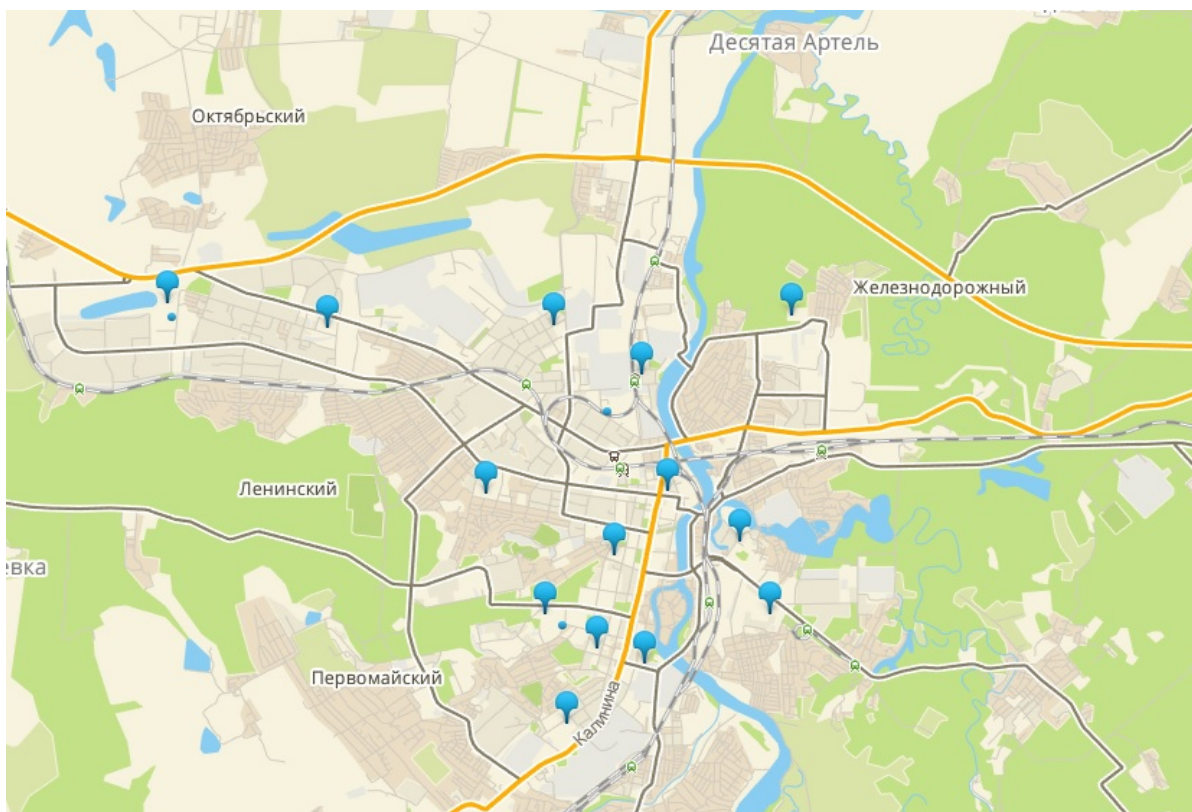 Десятая Артель
Октябрьский
Железнодорожный
Ленинский
евка
Первомайский
Калинина